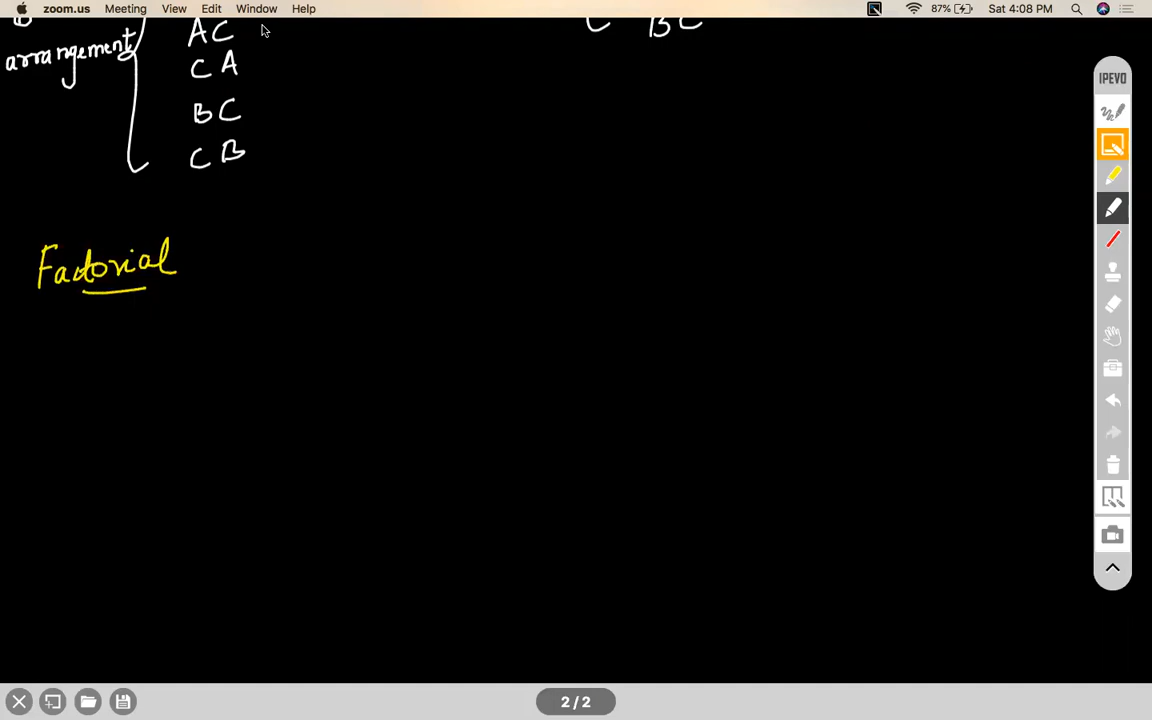 zoom.us Meeting View Edit Window Help 87% Sat 4:08 PM
AC
C BC
arrangement
CA
BC
CB
IPEVO
Factorial
2/2